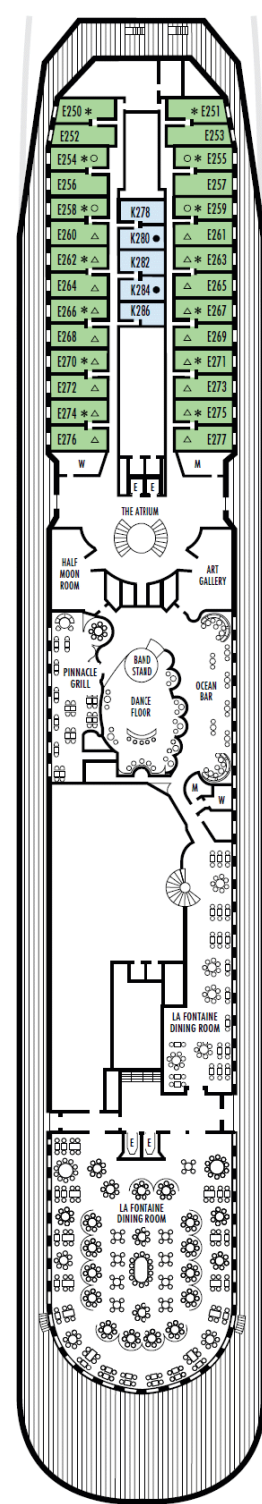 E250 *
* E251
E252
E253
E254 *○
○* E255
E256
E257
E258 *○
○* E259
E260 △
△ E261
E262 *△
△* E263
E264 △
△ E265
E266 *△
△* E267
E268 △
△ E269
E270 *△
△* E271
E272 △
△ E273
E274 *△
△* E275
E276 △
△ E277
K278
K280 ●
K282
K284 ●
K286
W
M
E E
THE ATRIUM
HALF
MOON
ROOM
ART
GALLERY
PINNACLE
GRILL
BAND
STAND
DANCE
FLOOR
OCEAN
BAR
M
W
LA FONTAINE
DINING ROOM
E E
LA FONTAINE
DINING ROOM